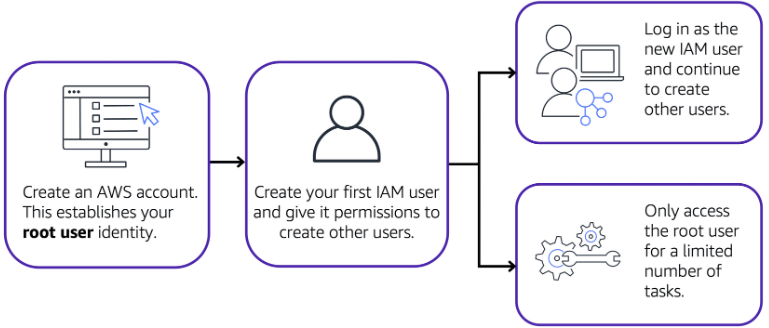 Create an AWS account.
This establishes your
root user identity.
Create your first IAM user
and give it permissions to
create other users.
Log in as the
new IAM user
and continue
to create
other users.
Only access
the root user
for a limited
number of
tasks.